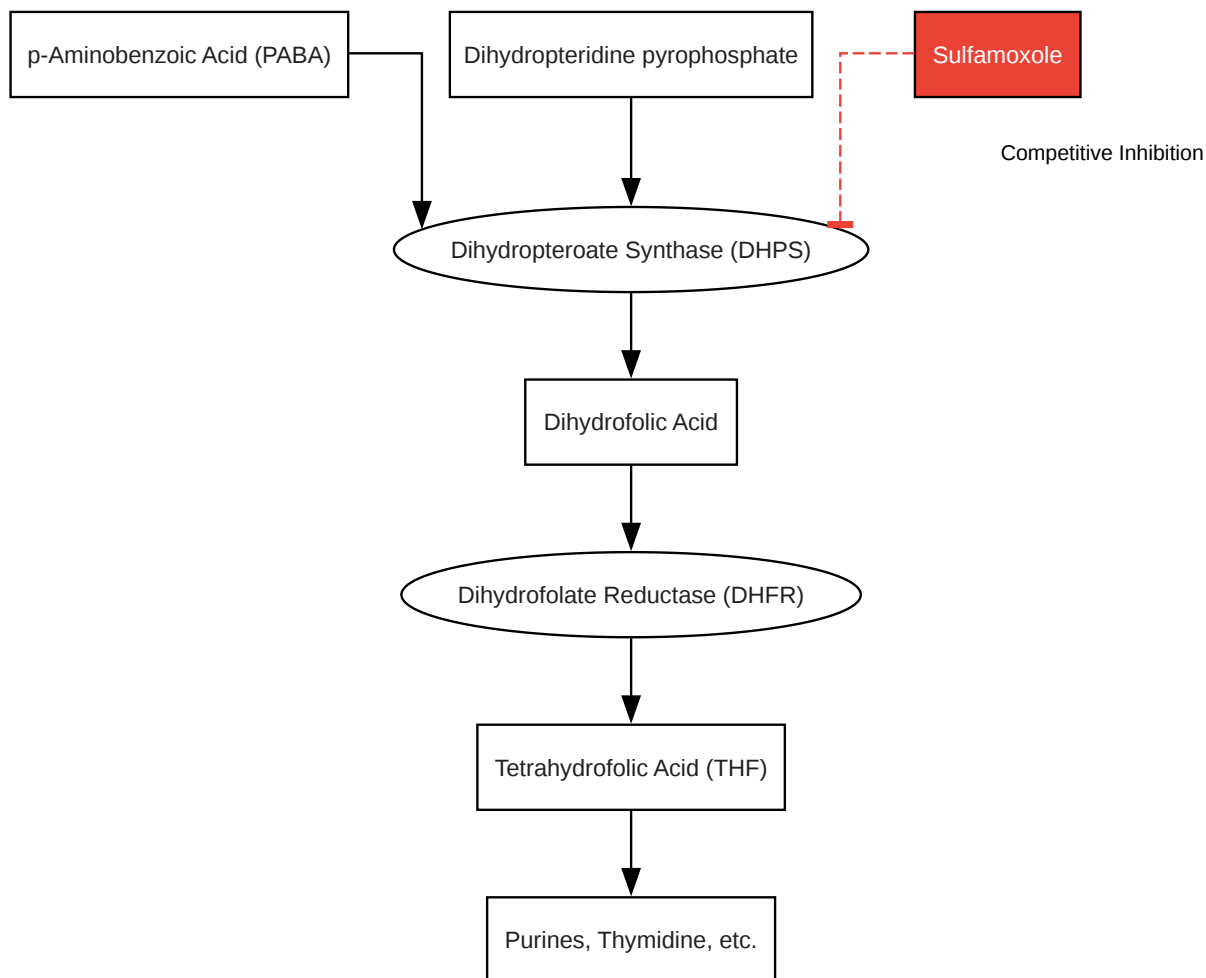 p-Aminobenzoic Acid (PABA)
Dihydropteridine pyrophosphate
Sulfamoxole
Competitive Inhibition
Dihydropteroate Synthase (DHPS)
Dihydrofolic Acid
Dihydrofolate Reductase (DHFR)
Tetrahydrofolic Acid (THF)
Purines, Thymidine, etc.